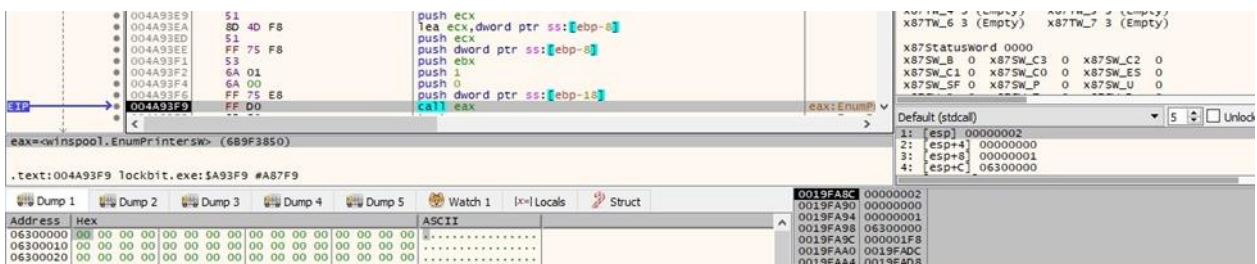 004A93E9 51 push ecx
004A93EA 8D 4D F8 lea ecx,dword ptr ss:[ebp-8]
004A93ED 51 push ecx
004A93EE FF 75 F8 push dword ptr ss:[ebp-8]
004A93F1 53 push ebx
004A93F2 6A 01 push 1
004A93F4 6A 00 push 0
004A93F6 FF 75 E8 push dword ptr ss:[ebp-18]
EIP 004A93F9 FF D0 call eax eax:EnumP
eax=<winspool.EnumPrintersW> (6B9F3850)
.text:004A93F9 lockbit.exe:$A93F9 #A87F9
x87TW_6 3 (Empty) x87TW_7 3 (Empty)
x87StatusWord 0000
x87SW_B 0 x87SW_C3 0 x87SW_C2 0
x87SW_C1 0 x87SW_C0 0 x87SW_ES 0
x87SW_SF 0 x87SW_P 0 x87SW_U 0
Default (stdcall) 5 Unlock
1: [esp] 00000002
2: [esp+4] 00000000
3: [esp+8] 00000001
4: [esp+C] 06300000
Dump 1 Dump 2 Dump 3 Dump 4 Dump 5 Watch 1 [x=] Locals Struct
Address Hex ASCII
06300000 00 00 00 00 00 00 00 00 00 00 00 00 00 00 00 00 ................
06300010 00 00 00 00 00 00 00 00 00 00 00 00 00 00 00 00 ................
06300020 00 00 00 00 00 00 00 00 00 00 00 00 00 00 00 00 ................
0019FA8C 00000002
0019FA90 00000000
0019FA94 00000001
0019FA98 06300000
0019FA9C 000001F8
0019FAA0 0019FADC
0019FAA4 0019FAD8